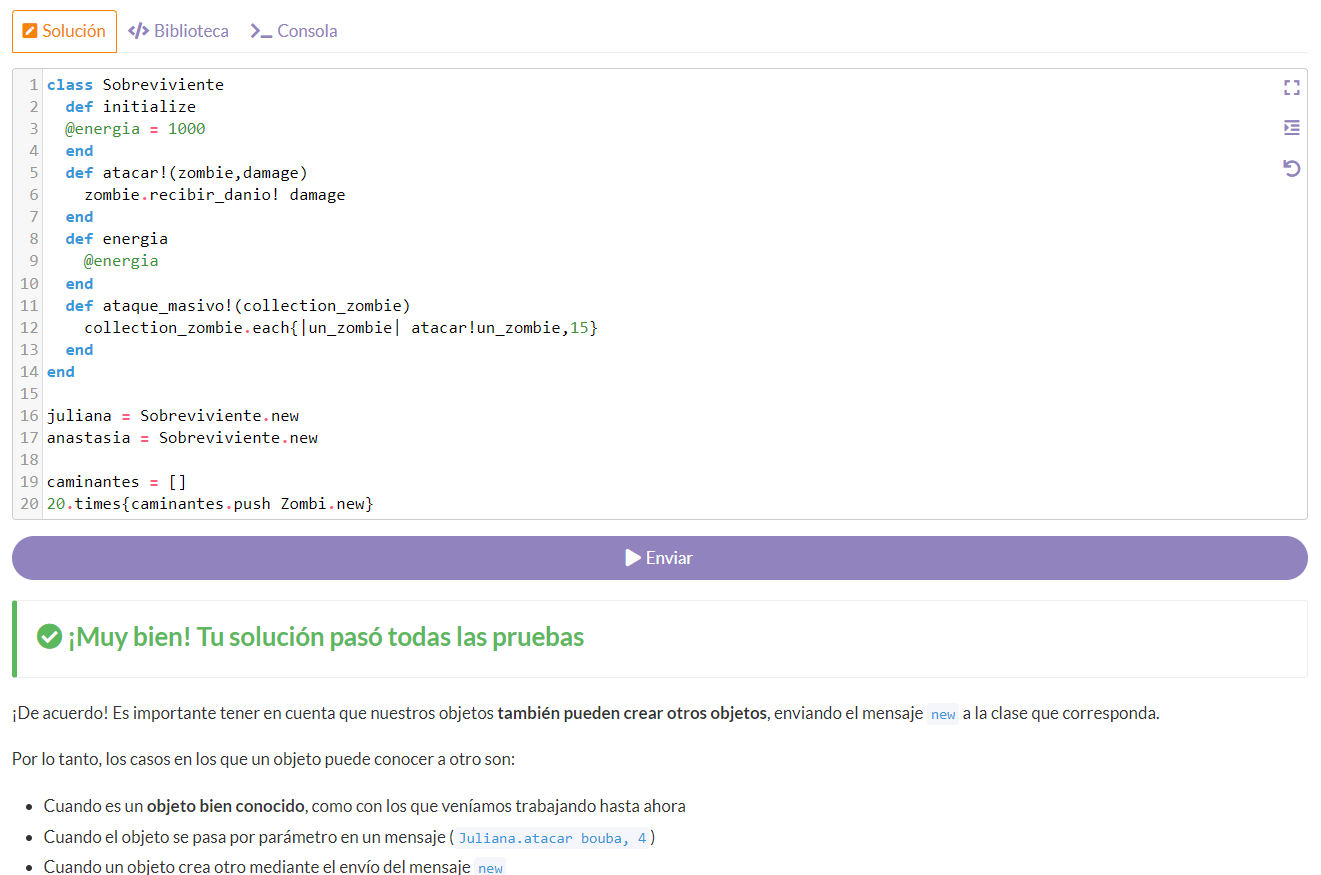 Solución </> Biblioteca >_ Consola
1 class Sobreviviente
2   def initialize
3   @energia = 1000
4   end
5   def atacar!(zombie,damage)
6     zombie.recibir_danio! damage
7   end
8   def energia
9     @energia
10   end
11   def ataque_masivo!(collection_zombie)
12     collection_zombie.each{|un_zombie| atacar!un_zombie,15}
13   end
14 end
15
16 juliana = Sobreviviente.new
17 anastasia = Sobreviviente.new
18
19 caminantes = []
20 20.times{caminantes.push Zombi.new}
Enviar
¡Muy bien! Tu solución pasó todas las pruebas
¡De acuerdo! Es importante tener en cuenta que nuestros objetos también pueden crear otros objetos, enviando el mensaje new a la clase que corresponda.
Por lo tanto, los casos en los que un objeto puede conocer a otro son:
• Cuando es un objeto bien conocido, como con los que veníamos trabajando hasta ahora
• Cuando el objeto se pasa por parámetro en un mensaje ( Juliana.atacar bouba, 4 )
• Cuando un objeto crea otro mediante el envío del mensaje new